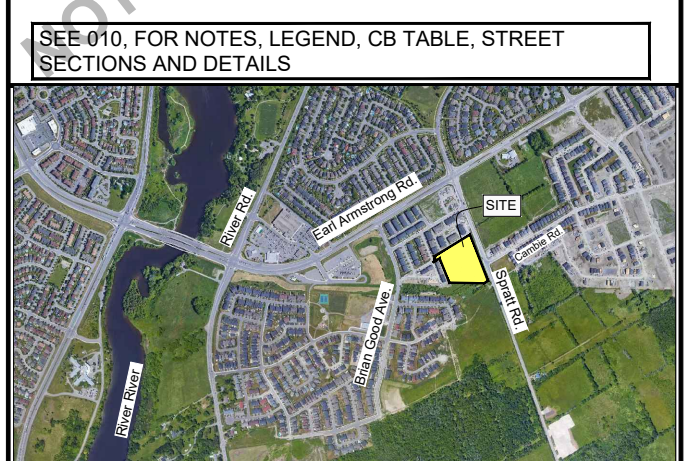 NOT
SEE 010, FOR NOTES, LEGEND, CB TABLE, STREET
SECTIONS AND DETAILS
River Rd.
Earl Armstrong Rd.
SITE
Cambie Rd.
Spratt Rd.
Brian Good Ave.
River River